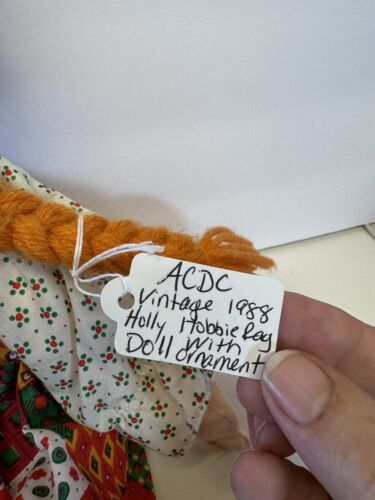 ACDC
Vintage 1988
Holly Hobbie Rag
Doll With
Ornament